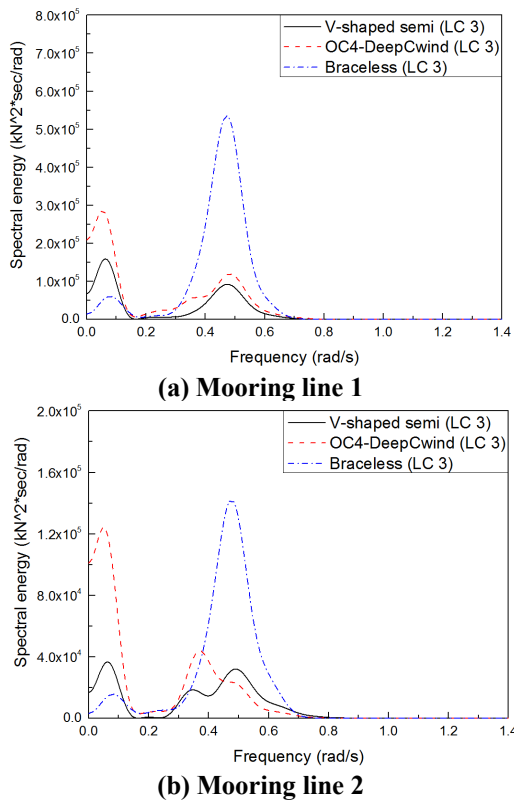 8.0x10^5
7.0x10^5
6.0x10^5
5.0x10^5
4.0x10^5
3.0x10^5
2.0x10^5
1.0x10^5
0.0
Spectral energy (kN^2*sec/rad)
V-shaped semi (LC 3)
OC4-DeepCwind (LC 3)
Braceless (LC 3)
0.0 0.2 0.4 0.6 0.8 1.0 1.2 1.4
Frequency (rad/s)
(a) Mooring line 1
2.0x10^5
1.6x10^5
1.2x10^5
8.0x10^4
4.0x10^4
0.0
Spectral energy (kN^2*sec/rad)
V-shaped semi (LC 3)
OC4-DeepCwind (LC 3)
Braceless (LC 3)
0.0 0.2 0.4 0.6 0.8 1.0 1.2 1.4
Frequency (rad/s)
(b) Mooring line 2